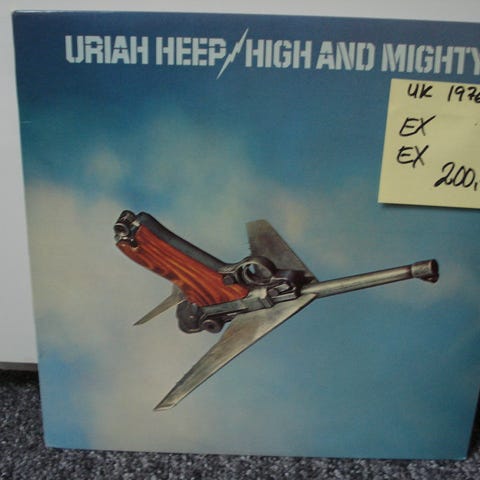 URIAH HEEP/HIGH AND MIGHTY
UK 1976
EX
EX
200,